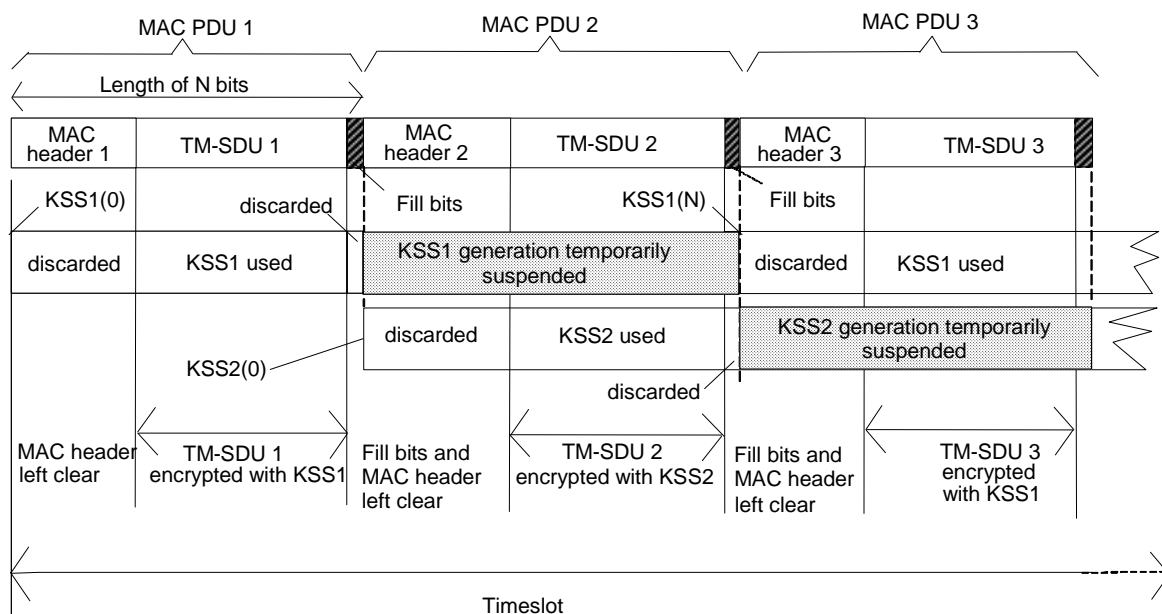 MAC PDU 1
MAC PDU 2
MAC PDU 3
Length of N bits
MAC
header 1
TM-SDU 1
MAC
header 2
TM-SDU 2
MAC
header 3
TM-SDU 3
KSS1(0)
discarded
Fill bits
KSS1(N)
Fill bits
discarded
KSS1 used
KSS1 generation temporarily
suspended
discarded
KSS1 used
KSS2(0)
discarded
KSS2 used
KSS2 generation temporarily
suspended
discarded
MAC header
left clear
TM-SDU 1
encrypted with KSS1
Fill bits and
MAC header
left clear
TM-SDU 2
encrypted with KSS2
Fill bits and
MAC header
left clear
TM-SDU 3
encrypted
with KSS1
Timeslot